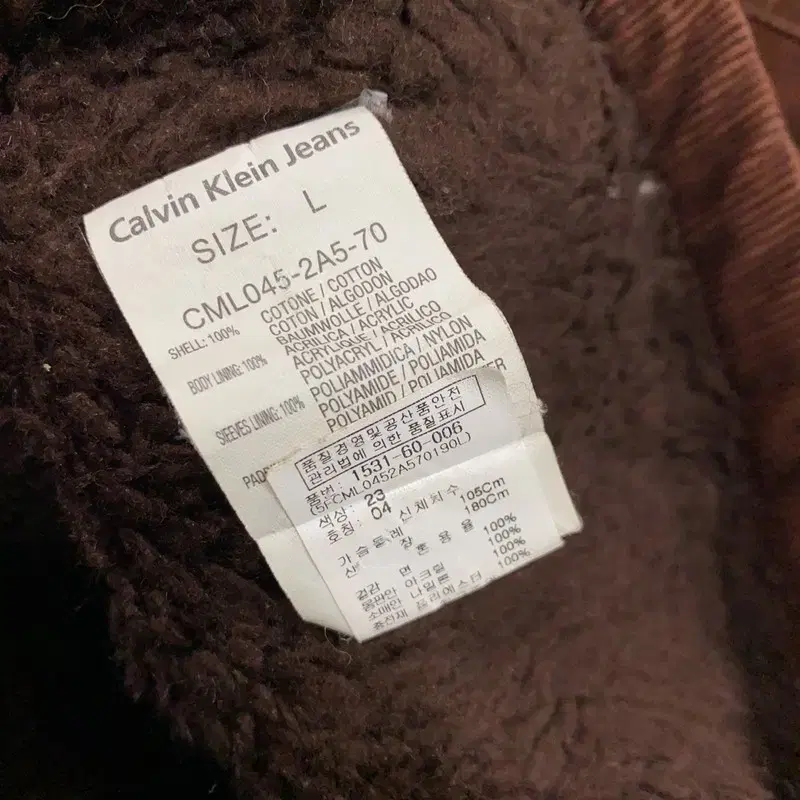 Calvin Klein Jeans
SIZE: L
CML045-2A5-70
SHELL: 100% COTONE / COTTON
COTON / ALGODON
BAUMWOLLE / ALGODAO
BODY LINING: 100% ACRILICA / ACRYLIC
ACRYLIQUE / ACRILICO
POLYACRYL / ACRILICO
SLEEVES LINING: 100% POLIAMMIDICA / NYLON
POLYAMIDE / POLIAMIDA
POLYAMID / POLIAMIDA
품질경영및공산품안전
관리법에 의한 품질표시
품번: 1531-60-006
(5FCML0452A570190L)
색상: 23
호칭: 04 신체치수
가슴둘레 105Cm
신장 180Cm
혼용율
겉감 면 100%
몸판안 아크릴 100%
소매안 나일론 100%
충전재 폴리에스터 100%